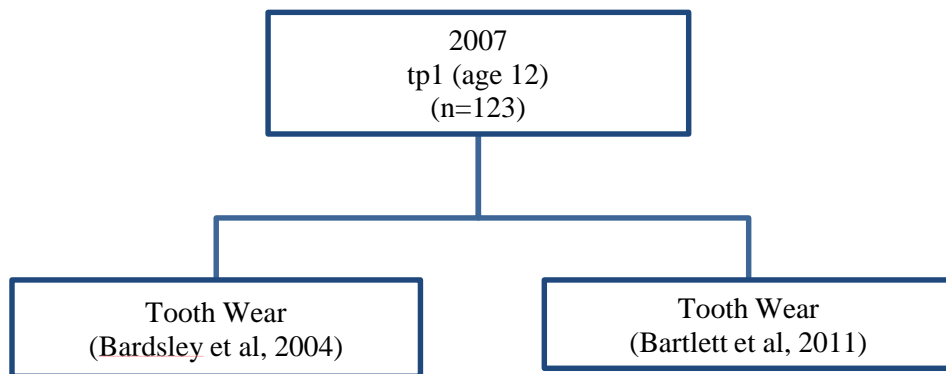 2007
tp1 (age 12)
(n=123)
Tooth Wear
(Bardsley et al, 2004)
Tooth Wear
(Bartlett et al, 2011)